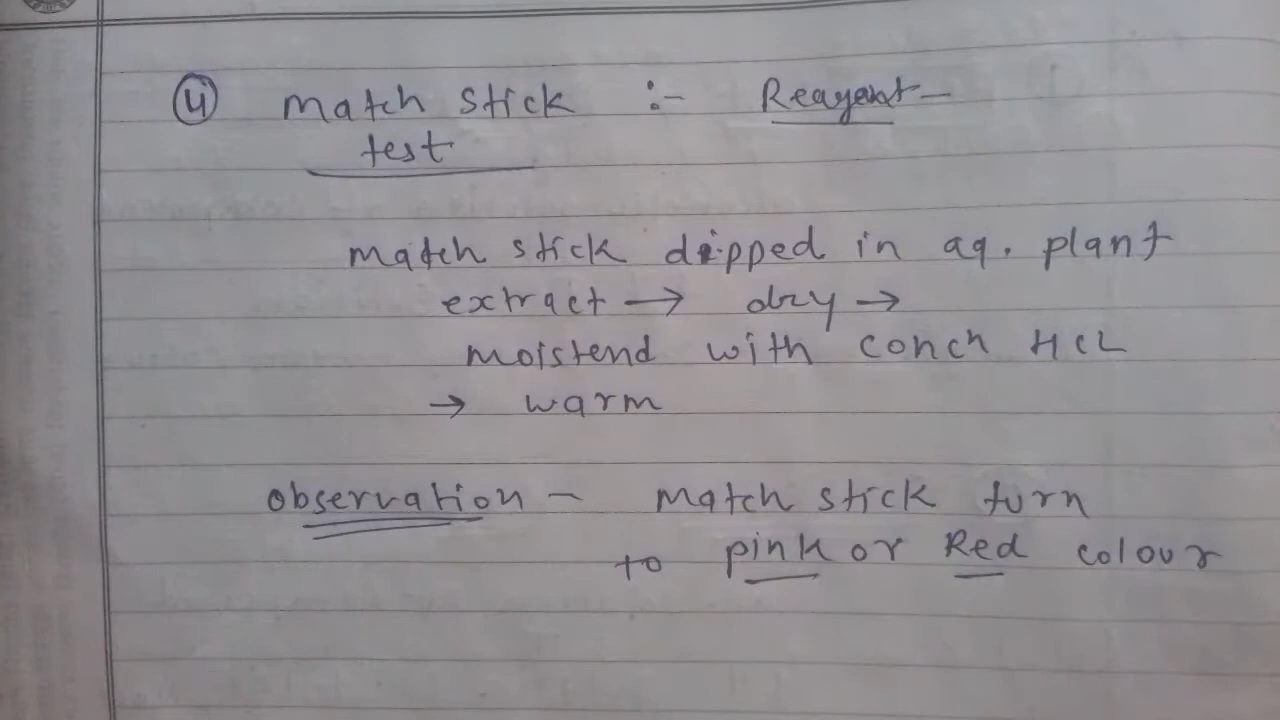 ④ Match stick :- Reagent-
test
Match stick dipped in aq. plant
extract → dry →
moistend with conch HCL
→ warm
Observation - Match stick turn
to pink or Red colour